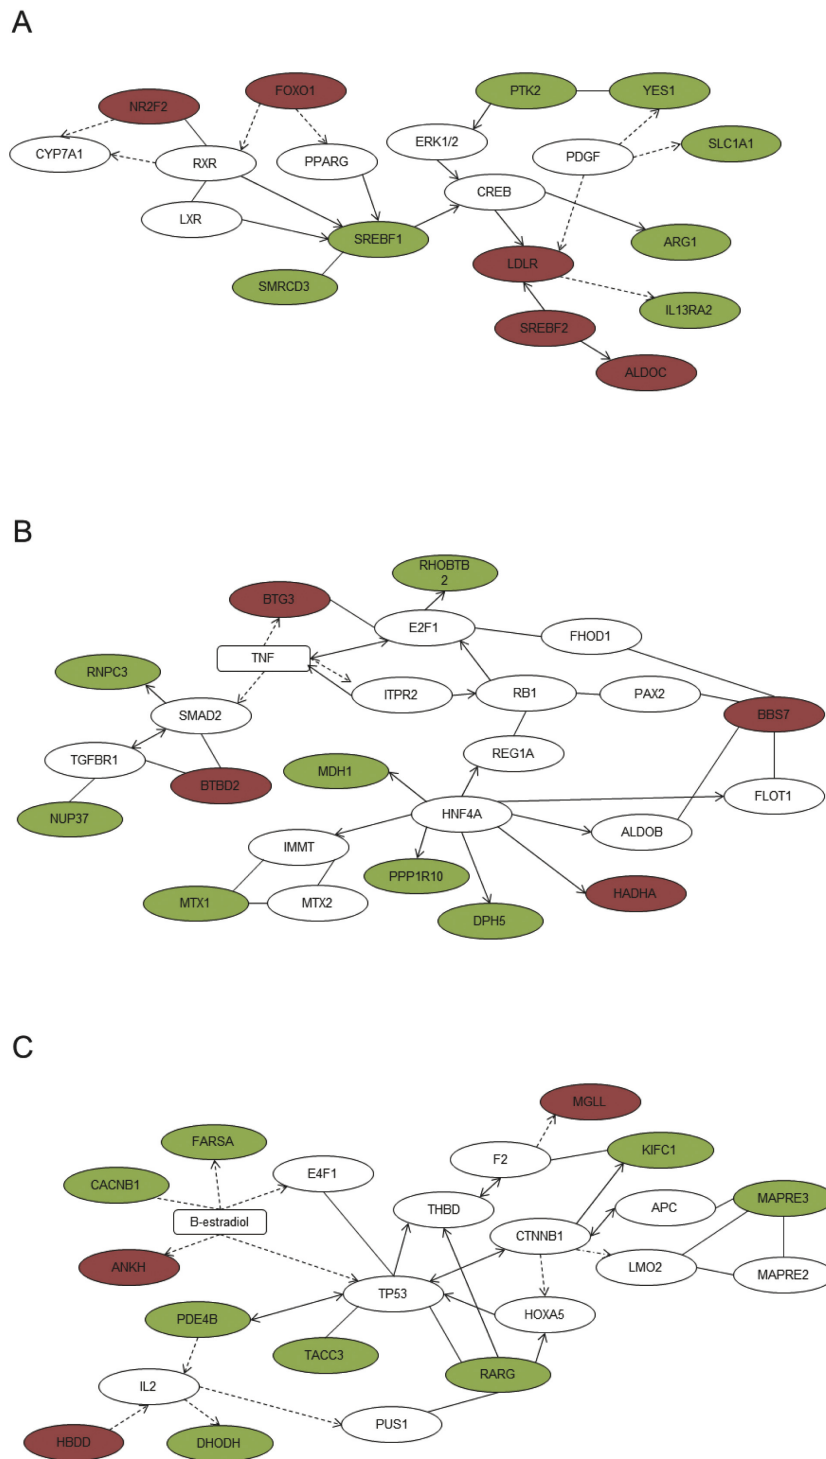 A
NR2F2
FOXO1
PTK2
YES1
CYP7A1
RXR
PPARG
ERK1/2
PDGF
SLC1A1
LXR
CREB
SREBF1
ARG1
SMRCD3
LDLR
IL13RA2
SREBF2
ALDOC
B
RHOBTB
2
BTG3
E2F1
FHOD1
TNF
RNPC3
ITPR2
RB1
PAX2
SMAD2
BBS7
TGFBR1
REG1A
MDH1
BTBD2
FLOT1
NUP37
HNF4A
ALDOB
IMMT
PPP1R10
HADHA
MTX1
MTX2
DPH5
C
MGLL
FARSA
F2
KIFC1
E4F1
CACNB1
THBD
APC
MAPRE3
B-estradiol
CTNNB1
ANKH
LMO2
MAPRE2
TP53
HOXA5
PDE4B
TACC3
RARG
IL2
PUS1
HBDD
DHODH